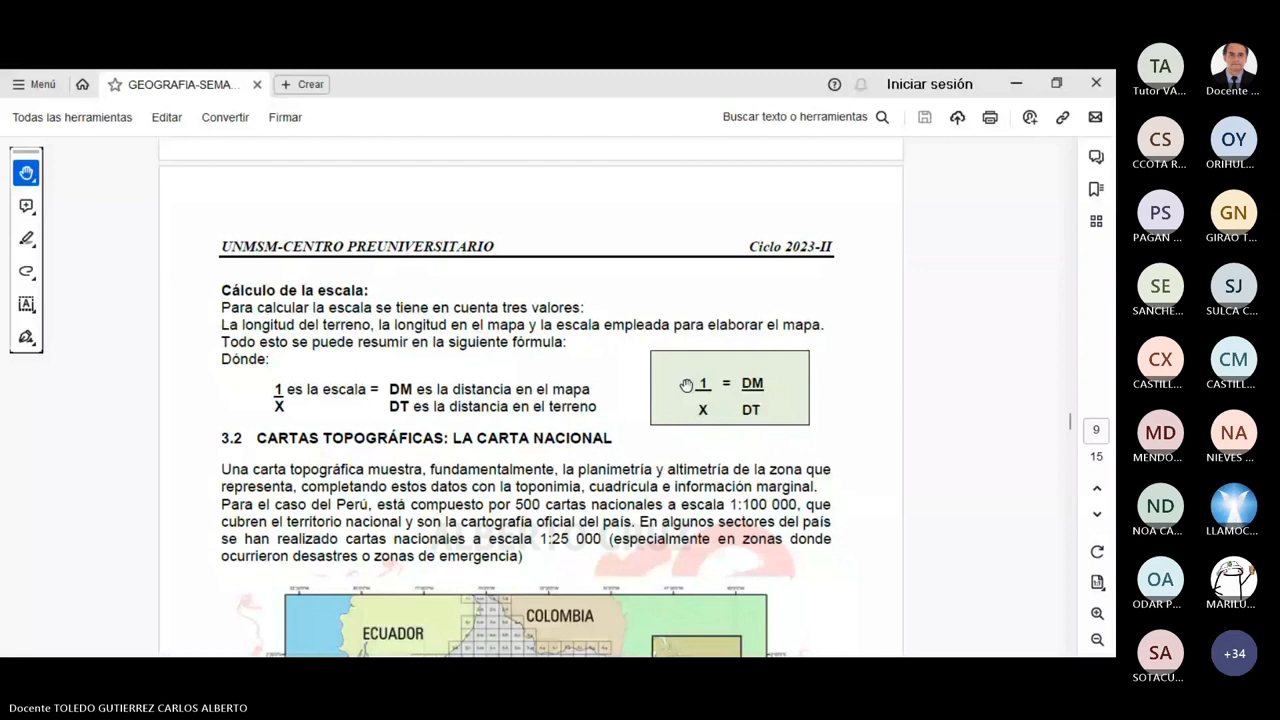 Menú
GEOGRAFIA-SEMA...
Crear
Iniciar sesión
Todas las herramientas
Editar
Convertir
Firmar
Buscar texto o herramientas
UNMSM-CENTRO PREUNIVERSITARIO
Ciclo 2023-II
Cálculo de la escala:
Para calcular la escala se tiene en cuenta tres valores:
La longitud del terreno, la longitud en el mapa y la escala empleada para elaborar el mapa.
Todo esto se puede resumir en la siguiente fórmula:
Dónde:
1 es la escala = DM es la distancia en el mapa
X DT es la distancia en el terreno
1 = DM
X DT
3.2 CARTAS TOPOGRÁFICAS: LA CARTA NACIONAL
Una carta topográfica muestra, fundamentalmente, la planimetría y altimetría de la zona que
representa, completando estos datos con la toponimia, cuadrícula e información marginal.
Para el caso del Perú, está compuesto por 500 cartas nacionales a escala 1:100 000, que
cubren el territorio nacional y son la cartografía oficial del país. En algunos sectores del país
se han realizado cartas nacionales a escala 1:25 000 (especialmente en zonas donde
ocurrieron desastres o zonas de emergencia)
ECUADOR
COLOMBIA
9
15
TA
Tutor VA...
Docente ...
CS
CCOTA R...
OY
ORIHUL...
PS
PAGAN ...
GN
GIRAO T...
SE
SANCHE...
SJ
SULCA C...
CX
CASTILL...
CM
CASTILL...
MD
MENDO...
NA
NIEVES ...
ND
NOA CA...
LLAMOC...
OA
ODAR P...
MARILU...
SA
SOTACU...
+34
Docente TOLEDO GUTIERREZ CARLOS ALBERTO